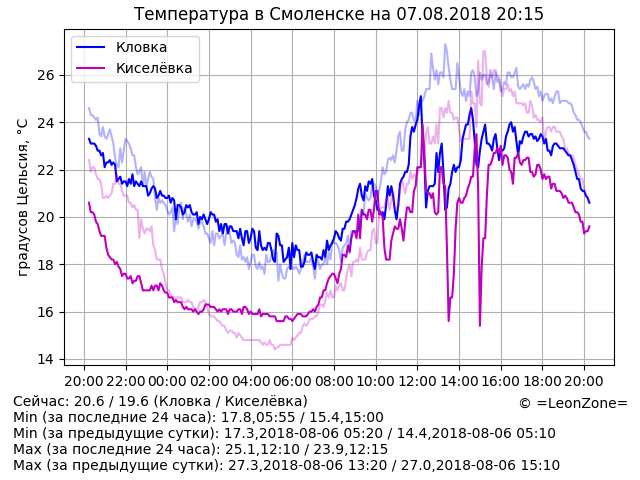 Температура в Смоленске на 07.08.2018 20:15
Кловка
Киселёвка
градусов Цельсия, °C
26
24
22
20
18
16
14
20:00 22:00 00:00 02:00 04:00 06:00 08:00 10:00 12:00 14:00 16:00 18:00 20:00
Сейчас: 20.6 / 19.6 (Кловка / Киселёвка)
© =LeonZone=
Min (за последние 24 часа): 17.8,05:55 / 15.4,15:00
Min (за предыдущие сутки): 17.3,2018-08-06 05:20 / 14.4,2018-08-06 05:10
Max (за последние 24 часа): 25.1,12:10 / 23.9,12:15
Max (за предыдущие сутки): 27.3,2018-08-06 13:20 / 27.0,2018-08-06 15:10